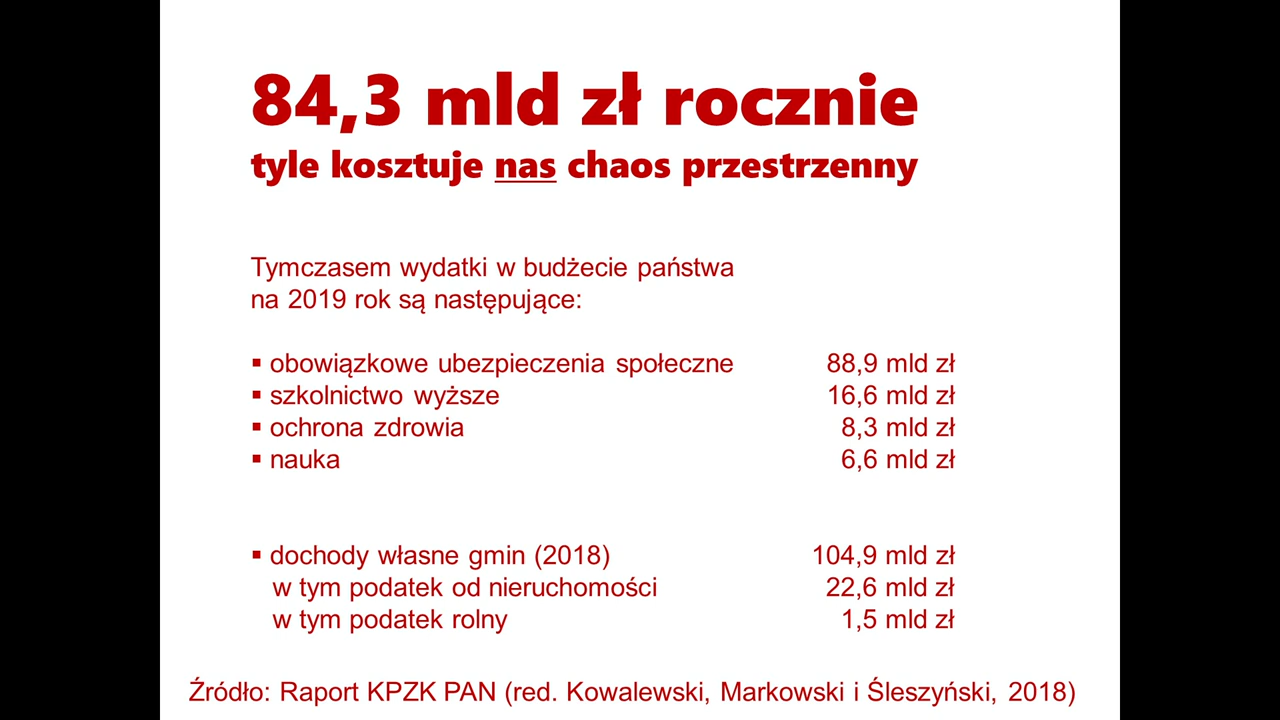 84,3 mld zł rocznie
tyle kosztuje nas chaos przestrzenny
Tymczasem wydatki w budżecie państwa
na 2019 rok są następujące:
▪ obowiązkowe ubezpieczenia społeczne 88,9 mld zł
▪ szkolnictwo wyższe 16,6 mld zł
▪ ochrona zdrowia 8,3 mld zł
▪ nauka 6,6 mld zł
▪ dochody własne gmin (2018) 104,9 mld zł
w tym podatek od nieruchomości 22,6 mld zł
w tym podatek rolny 1,5 mld zł
Źródło: Raport KPZK PAN (red. Kowalewski, Markowski i Śleszyński, 2018)